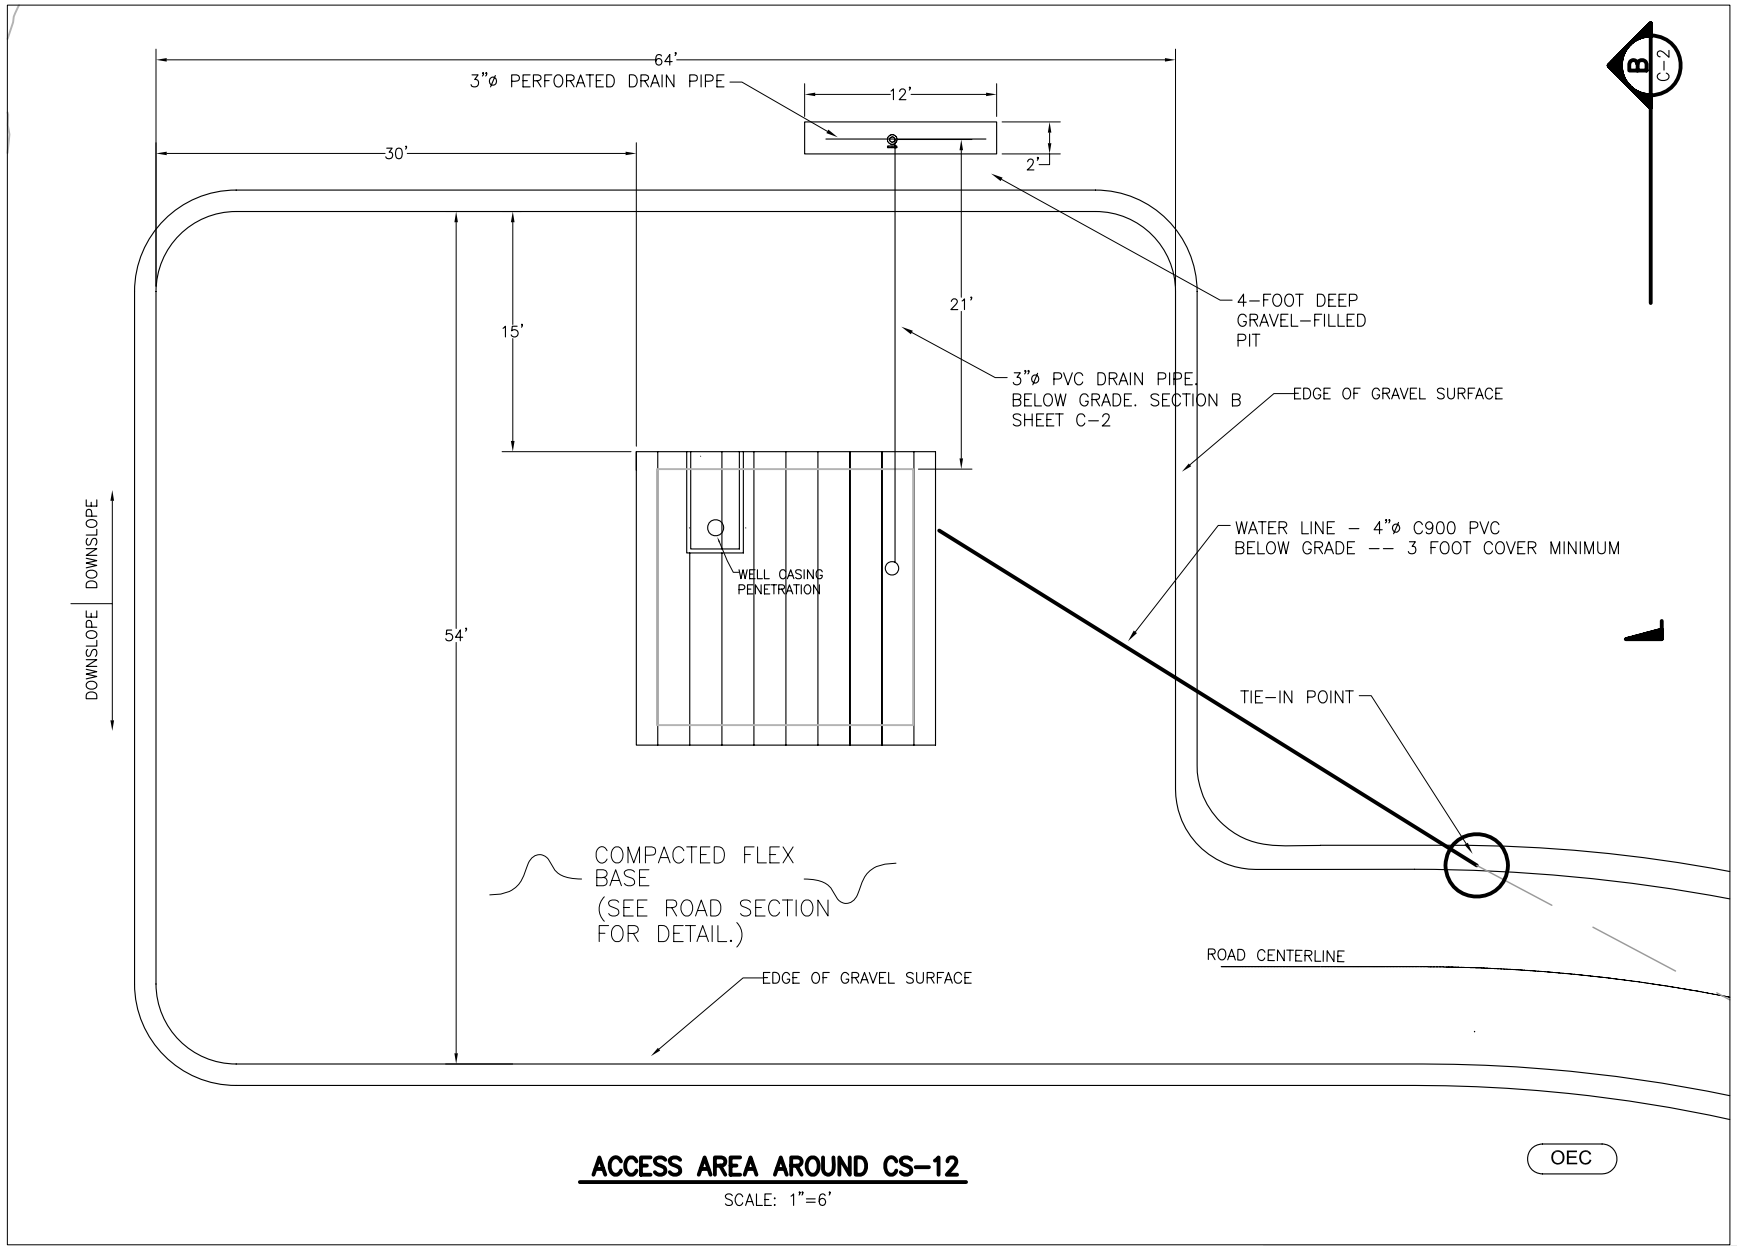 64'
3"ø PERFORATED DRAIN PIPE
12'
B
C-2
30'
2'
21'
4-FOOT DEEP
GRAVEL-FILLED
PIT
15'
3"ø PVC DRAIN PIPE.
BELOW GRADE. SECTION B
SHEET C-2
EDGE OF GRAVEL SURFACE
DOWNSLOPE
DOWNSLOPE
WATER LINE - 4"ø C900 PVC
BELOW GRADE -- 3 FOOT COVER MINIMUM
WELL CASING
PENETRATION
54'
TIE-IN POINT
COMPACTED FLEX
BASE
(SEE ROAD SECTION
FOR DETAIL.)
ROAD CENTERLINE
EDGE OF GRAVEL SURFACE
ACCESS AREA AROUND CS-12
SCALE: 1"=6'
OEC